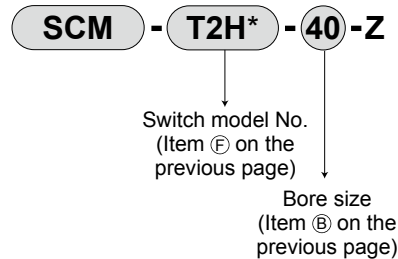 SCM - T2H* - 40 - Z
Switch model No.
(Item Ⓕ on the
previous page)
Bore size
(Item Ⓑ on the
previous page)